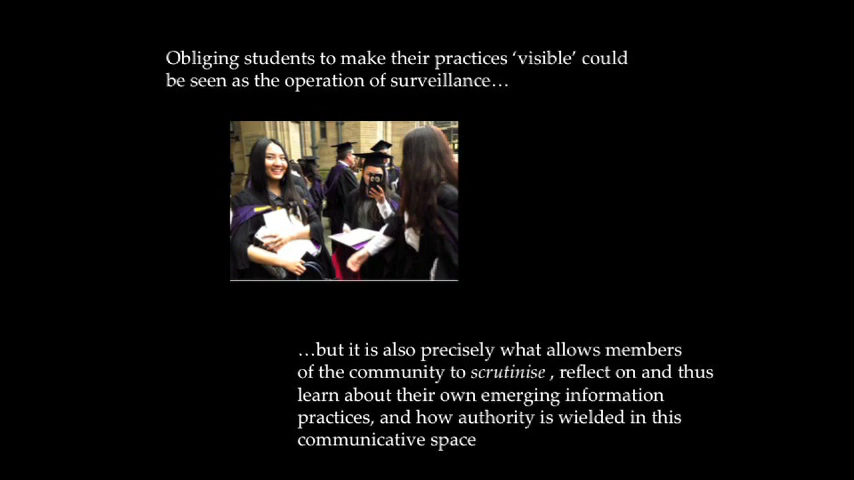 Obliging students to make their practices ‘visible’ could
be seen as the operation of surveillance…
…but it is also precisely what allows members
of the community to scrutinise , reflect on and thus
learn about their own emerging information
practices, and how authority is wielded in this
communicative space